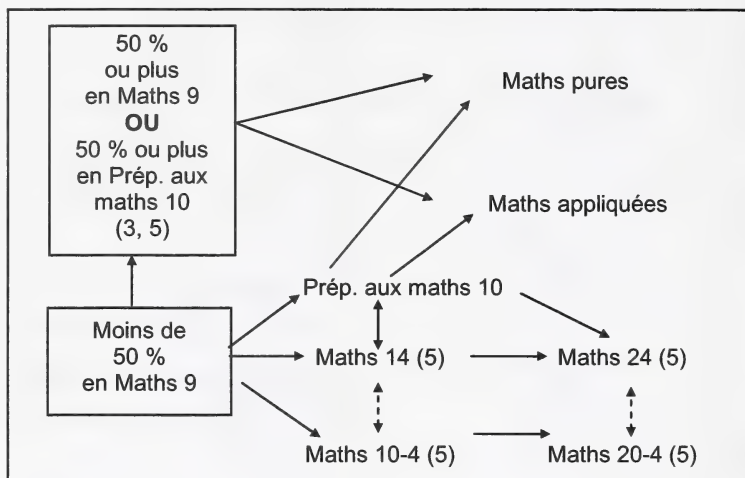 50 %
ou plus
en Maths 9
OU
50 % ou plus
en Prép. aux
maths 10
(3, 5)
Maths pures
Maths appliquées
Prép. aux maths 10
Moins de
50 %
en Maths 9
Maths 14 (5)
Maths 24 (5)
Maths 10-4 (5)
Maths 20-4 (5)